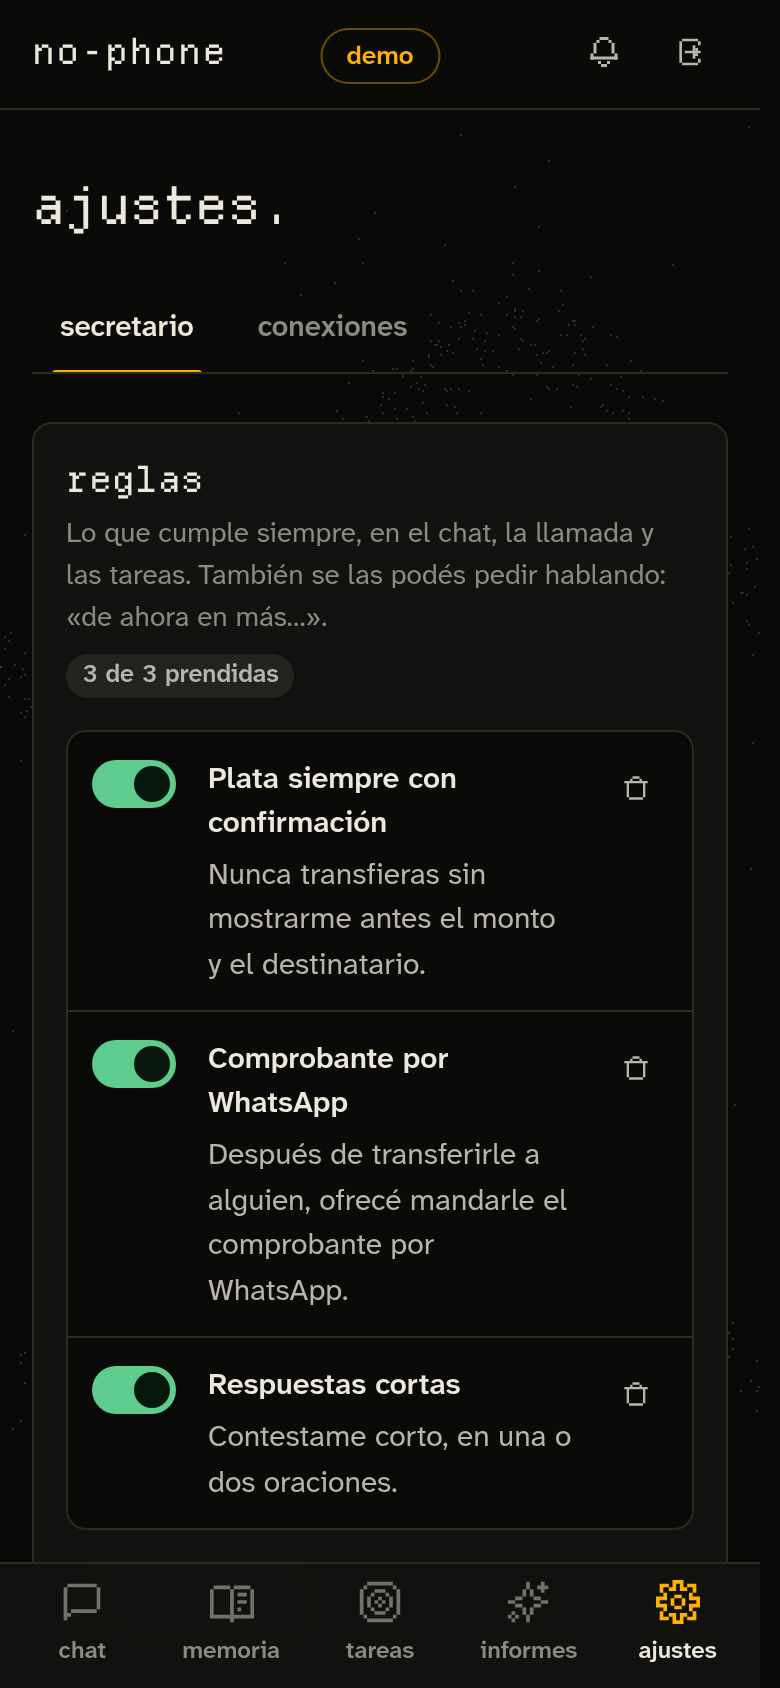 no-phone
demo
ajustes.
secretario
conexiones
reglas
Lo que cumple siempre, en el chat, la llamada y
las tareas. También se las podés pedir hablando:
«de ahora en más...».
3 de 3 prendidas
Plata siempre con
confirmación
Nunca transfieras sin
mostrarme antes el monto
y el destinatario.
Comprobante por
WhatsApp
Después de transferirle a
alguien, ofrecé mandarle el
comprobante por
WhatsApp.
Respuestas cortas
Contestame corto, en una o
dos oraciones.
chat
memoria
tareas
informes
ajustes